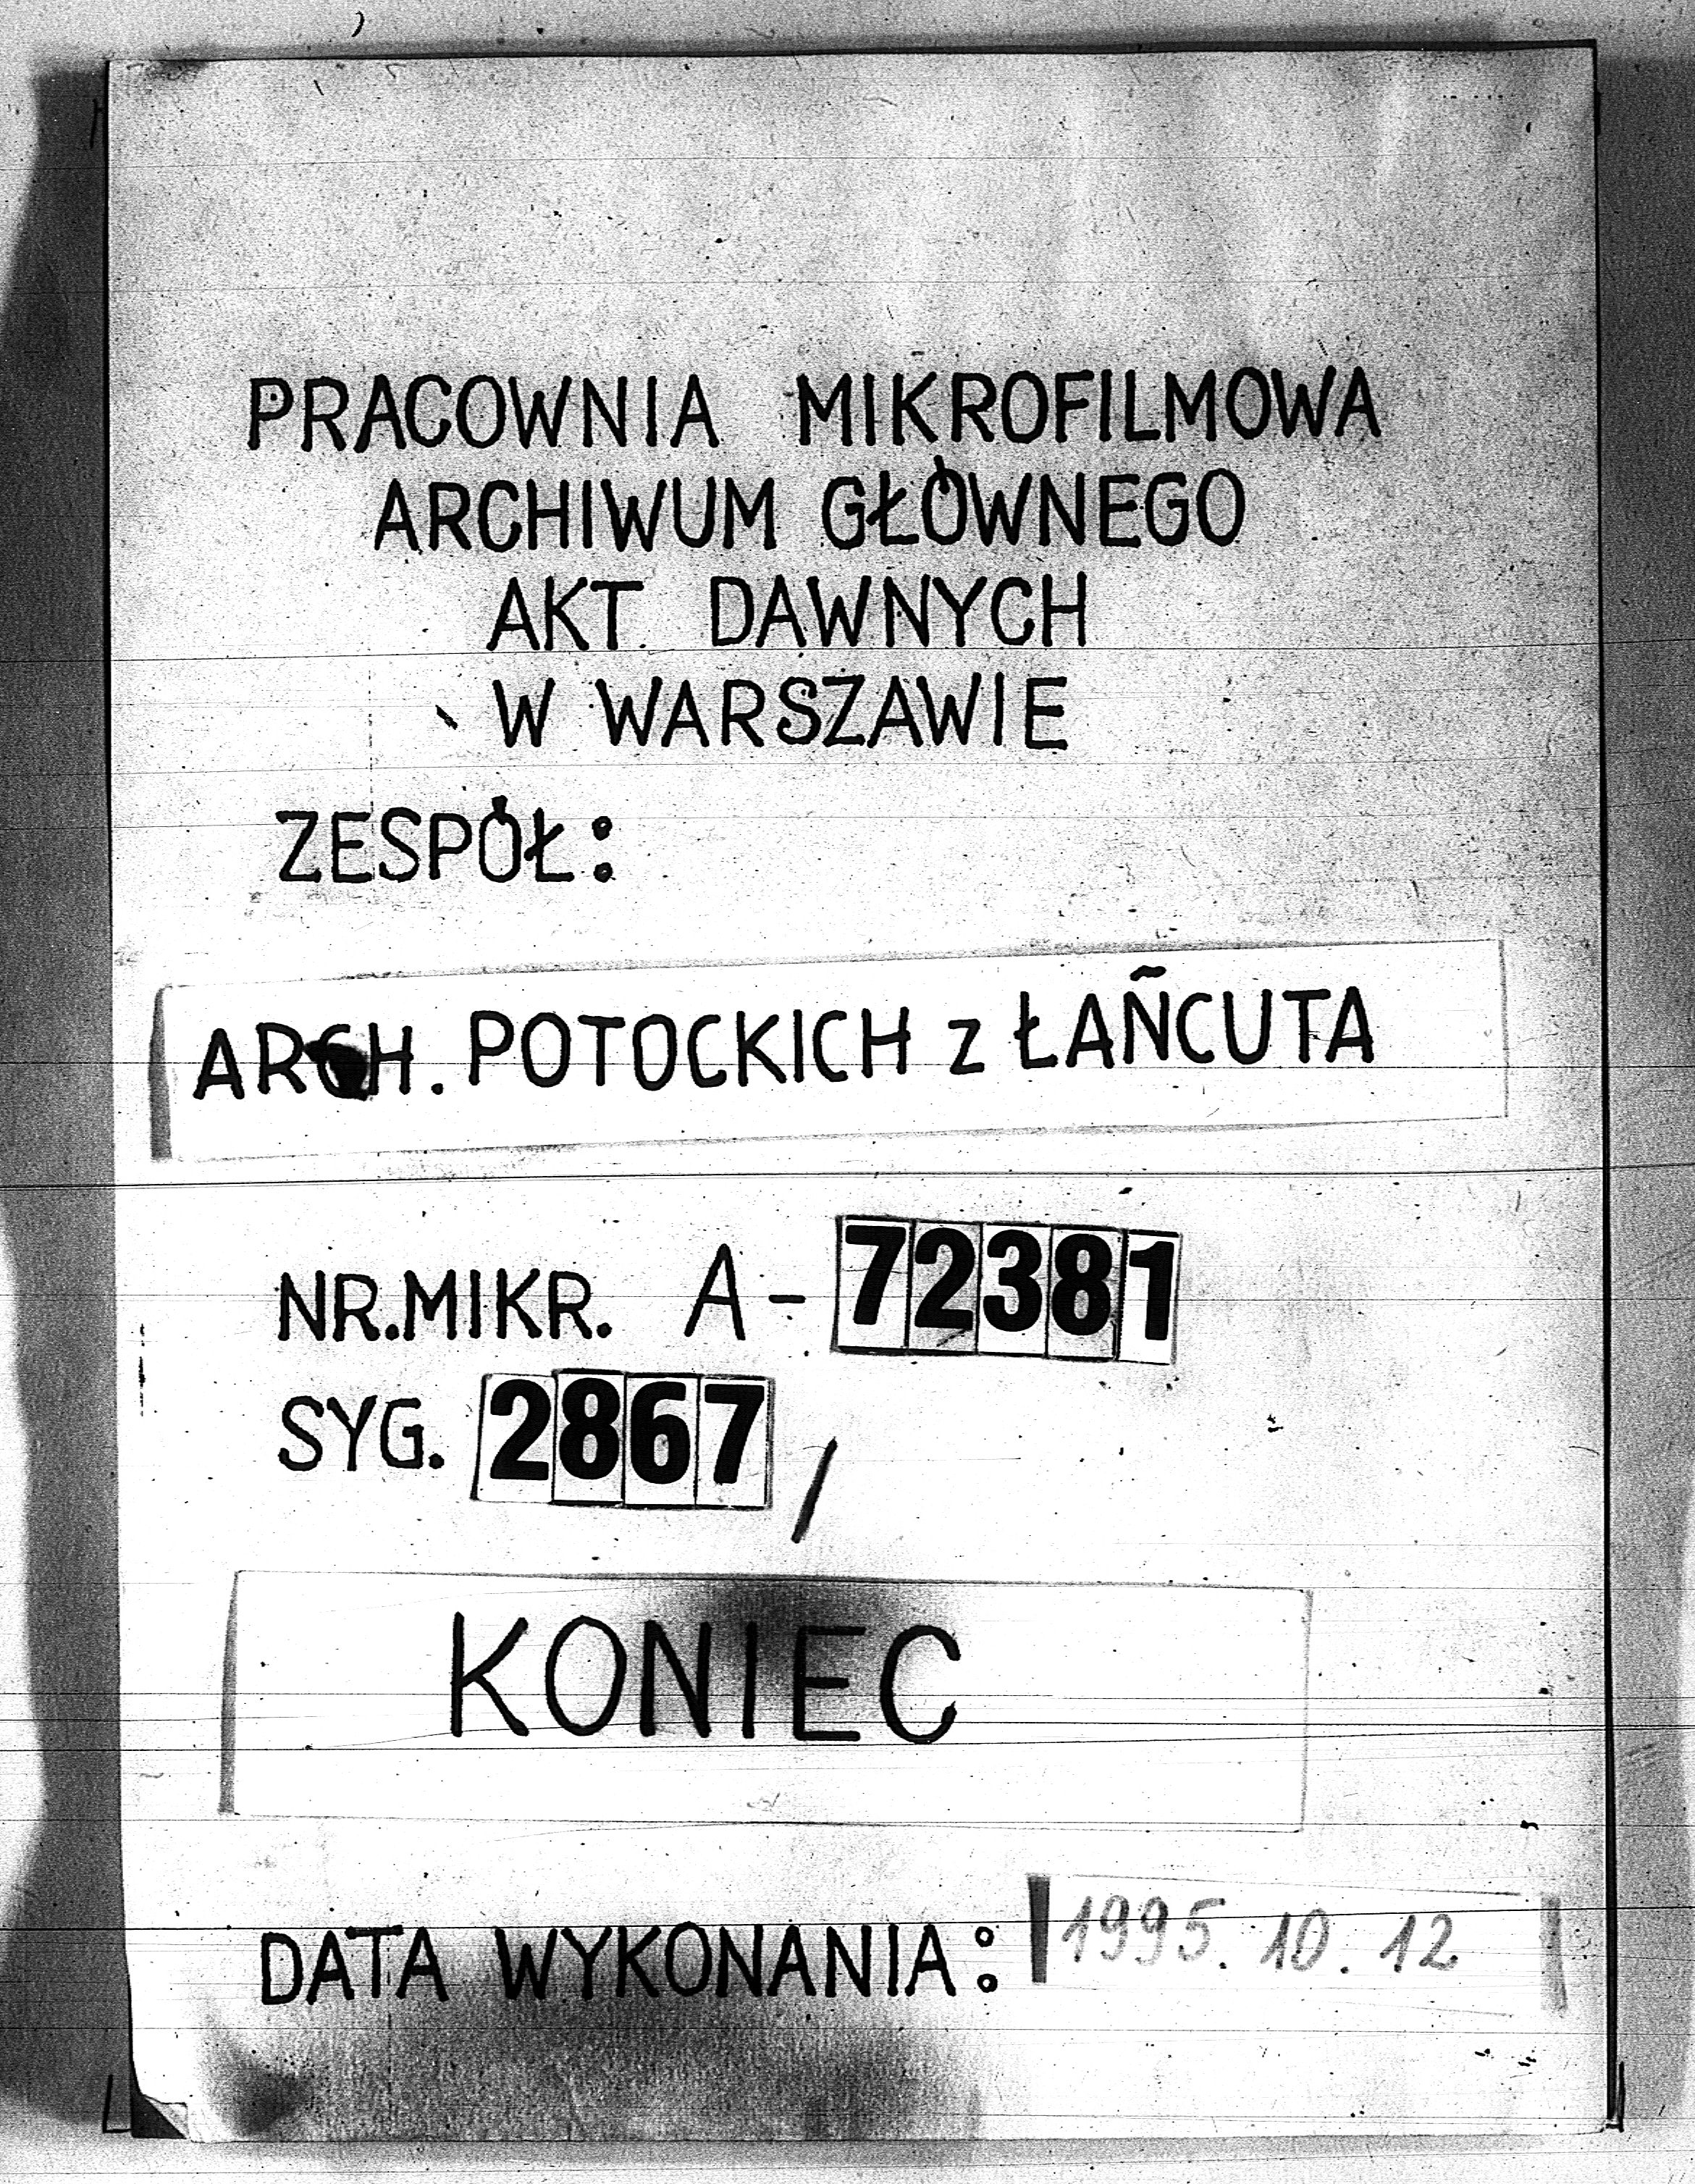 PRACOWNIA MIKROFILMOWA
ARCHIWUM GŁÓWNEGO
AKT DAWNYCH
W WARSZAWIE
ZESPÓŁ:
ARCH. POTOCKICH z ŁAÑCUTA
NR.MIKR. A-72381
SYG. 2867/
KONIEC
DATA WYKONANIA: 1995.10.12